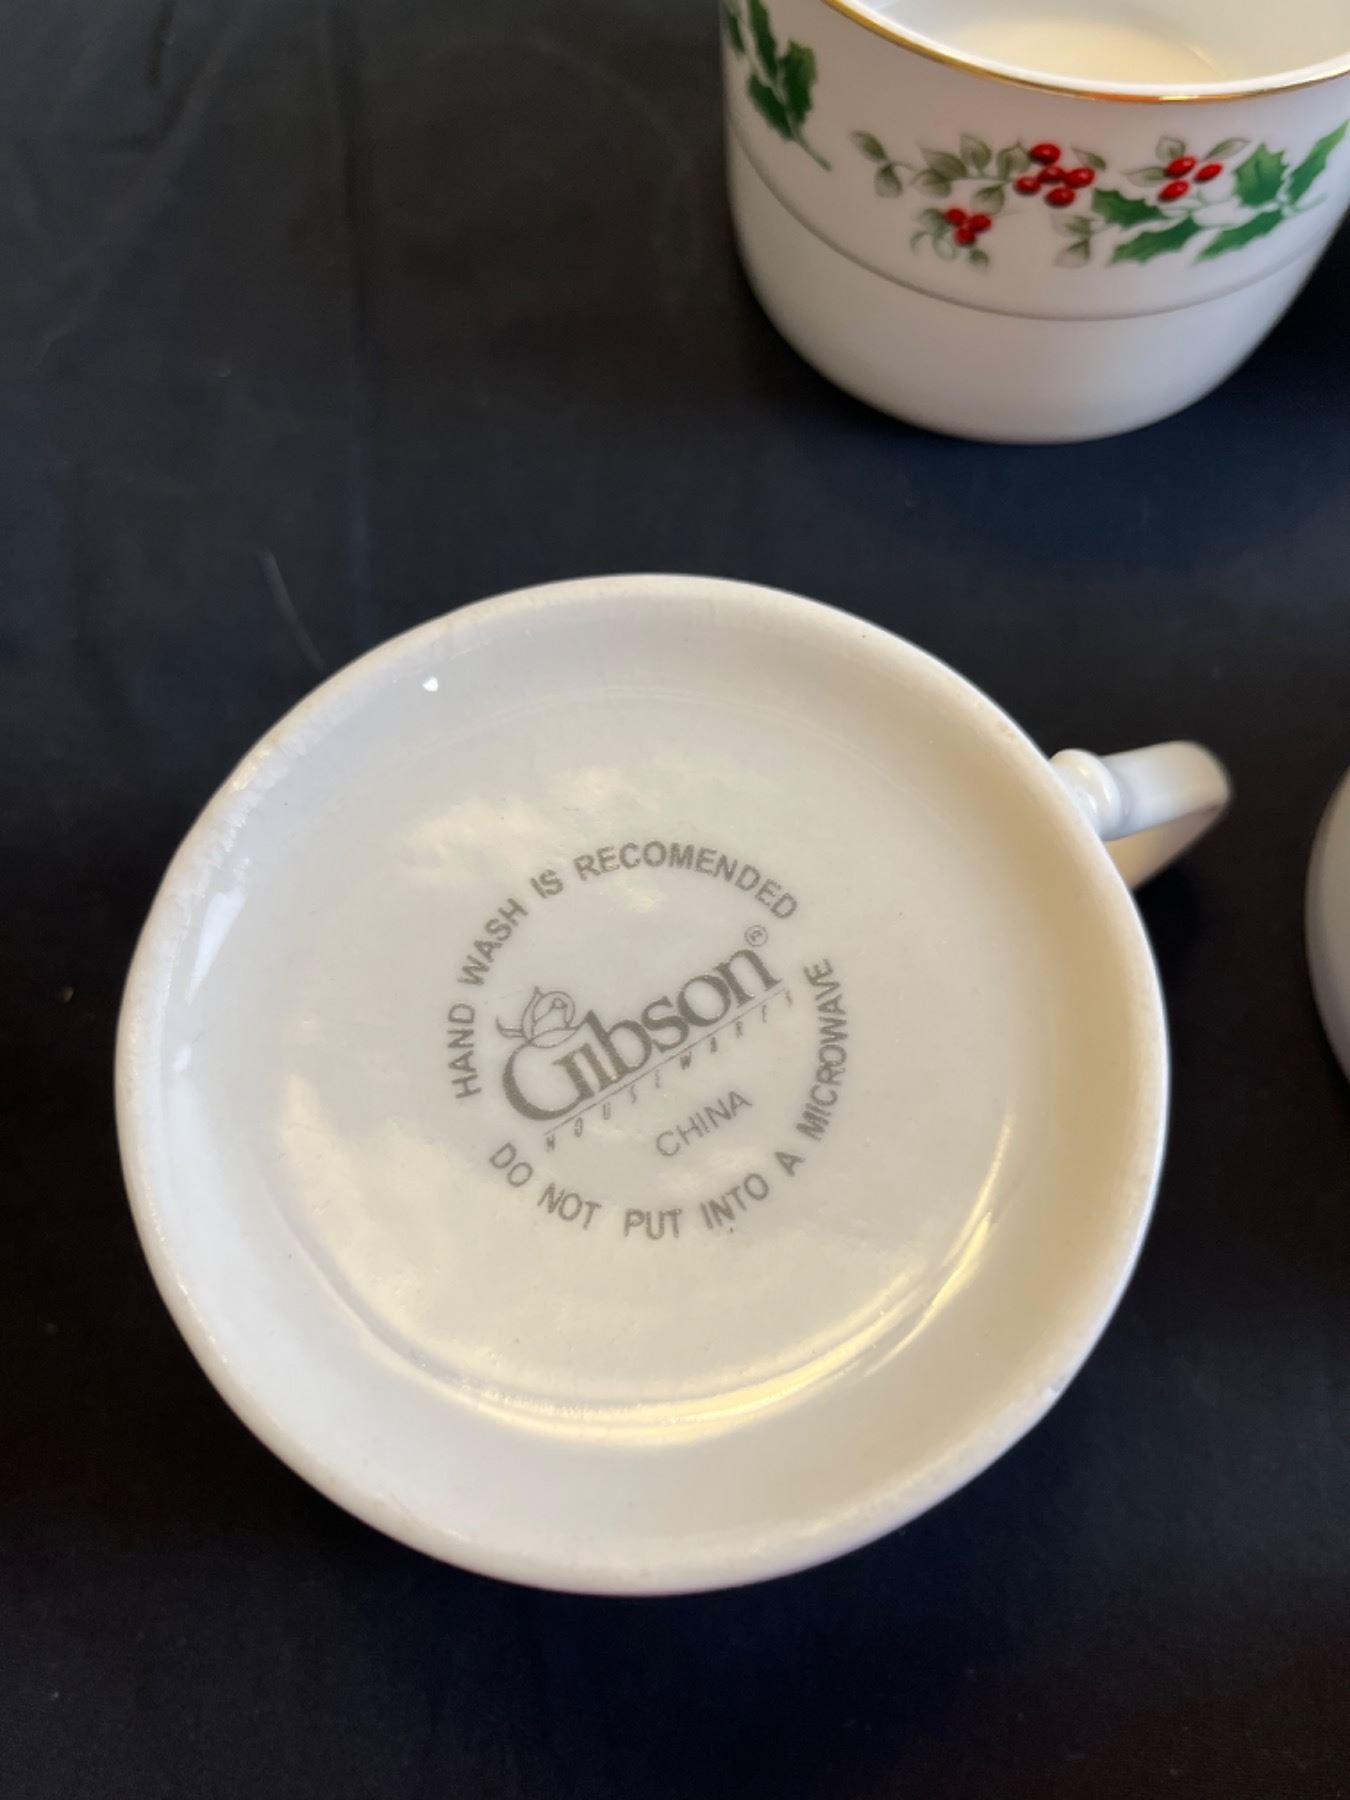 HAND WASH IS RECOMENDED
Gibson®
HOUSEWARES
CHINA
DO NOT PUT INTO A MICROWAVE